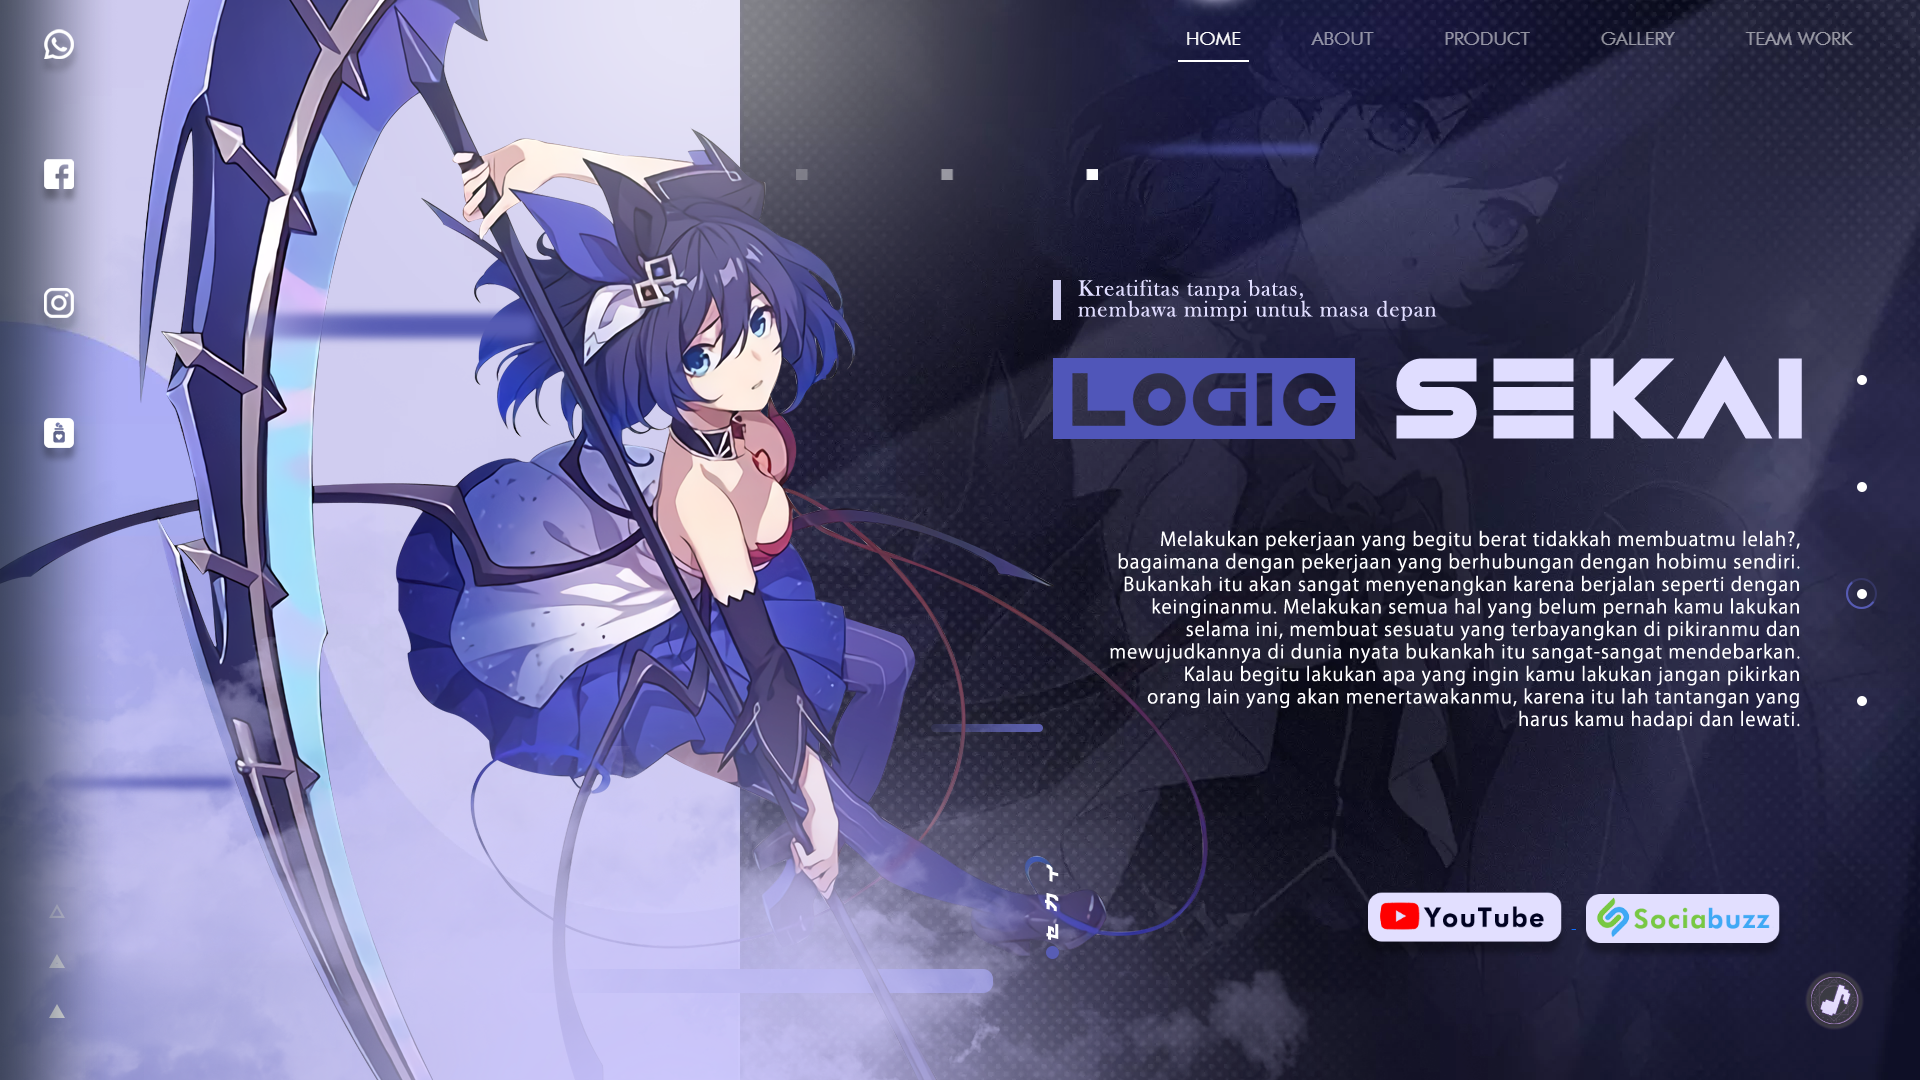 HOME ABOUT PRODUCT GALLERY TEAM WORK
Kreatifitas tanpa batas,
membawa mimpi untuk masa depan
LOGIC SEKAI
Melakukan pekerjaan yang begitu berat tidakkah membuatmu lelah?,
bagaimana dengan pekerjaan yang berhubungan dengan hobimu sendiri.
Bukankah itu akan sangat menyenangkan karena berjalan seperti dengan
keinginanmu. Melakukan semua hal yang belum pernah kamu lakukan
selama ini, membuat sesuatu yang terbayangkan di pikiranmu dan
mewujudkannya di dunia nyata bukankah itu sangat-sangat mendebarkan.
Kalau begitu lakukan apa yang ingin kamu lakukan jangan pikirkan
orang lain yang akan menertawakanmu, karena itu lah tantangan yang
harus kamu hadapi dan lewati.
セカイ
YouTube
Sociabuzz